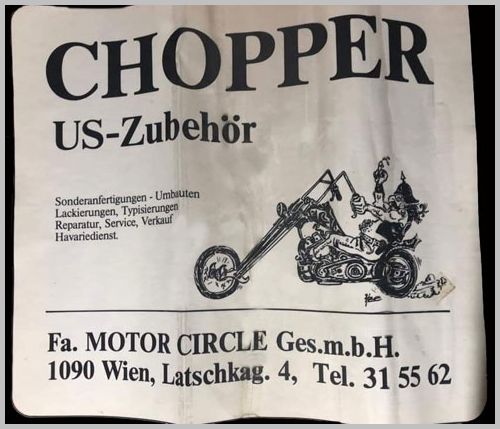 CHOPPER
US-Zubehör
Sonderanfertigungen - Umbauten
Lackierungen, Typisierungen
Reparatur, Service, Verkauf
Havariedienst.
Fa. MOTOR CIRCLE Ges.m.b.H.
1090 Wien, Latschkag. 4, Tel. 31 55 62